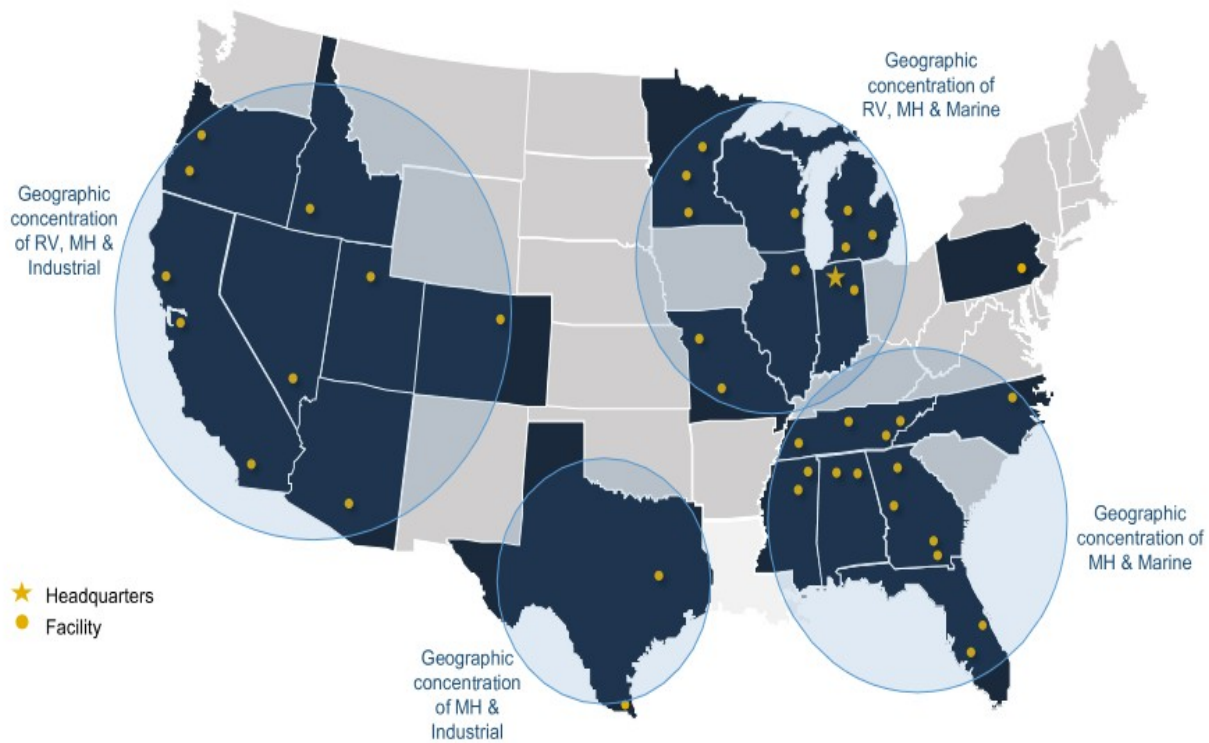 Geographic
concentration of
RV, MH & Marine
Geographic
concentration
of RV, MH &
Industrial
Geographic
concentration of
MH & Marine
Headquarters
Facility
Geographic
concentration
of MH &
Industrial